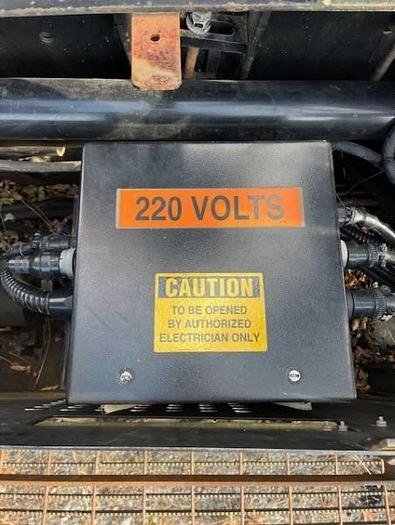 220 VOLTS
CAUTION
TO BE OPENED
BY AUTHORIZED
ELECTRICIAN ONLY